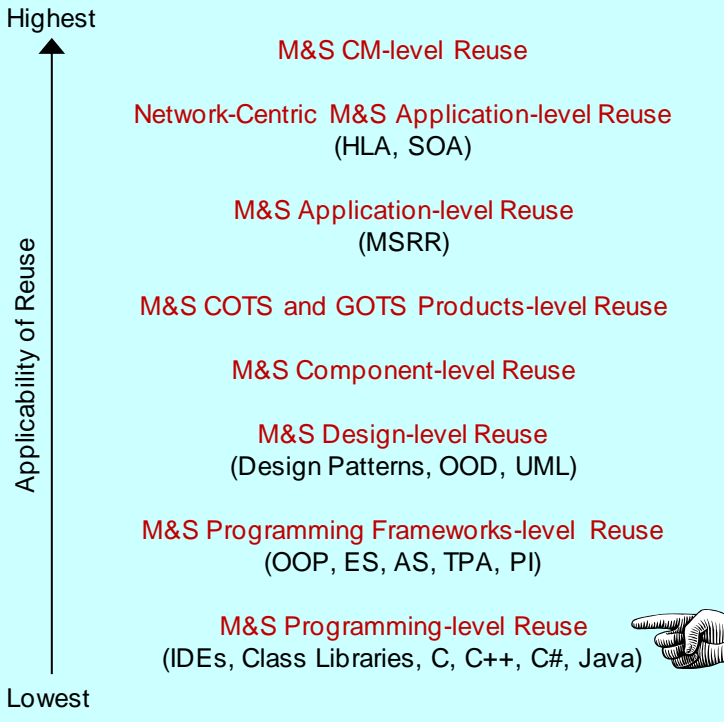 Highest
M&S CM-level Reuse
Network-Centric M&S Application-level Reuse
(HLA, SOA)
M&S Application-level Reuse
(MSRR)
Applicability of Reuse
M&S COTS and GOTS Products-level Reuse
M&S Component-level Reuse
M&S Design-level Reuse
(Design Patterns, OOD, UML)
M&S Programming Frameworks-level Reuse
(OOP, ES, AS, TPA, PI)
M&S Programming-level Reuse
(IDEs, Class Libraries, C, C++, C#, Java)
Lowest